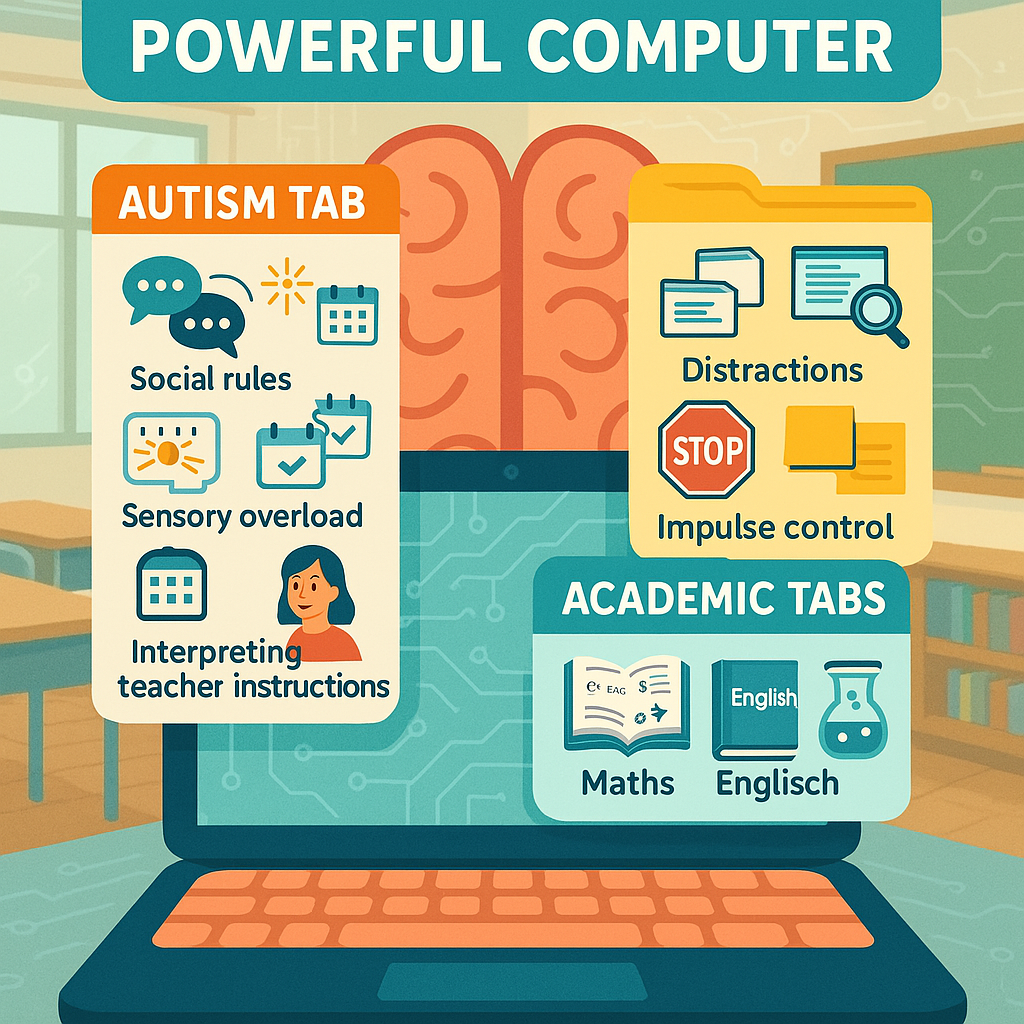 POWERFUL COMPUTER
AUTISM TAB
Social rules
Sensory overload
Interpreting
teacher instructions
Distractions
STOP
Impulse control
ACADEMIC TABS
EAG
$
English
Maths
Englisch